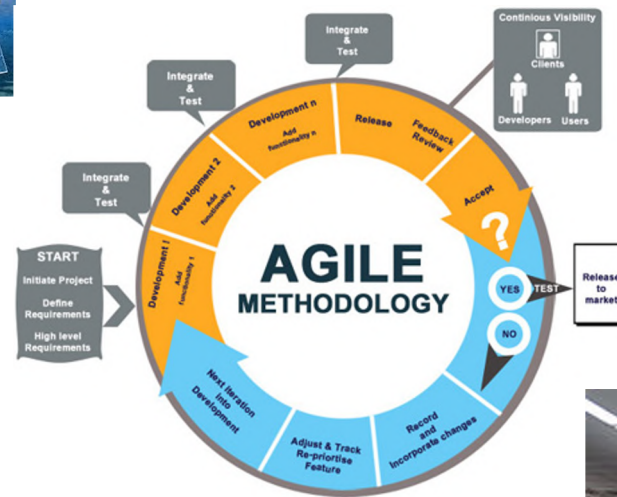 Continious Visibility
Clients
Developers
Users
Integrate
&
Test
Integrate
&
Test
Integrate
&
Test
START
Initiate Project
Define
Requirements
High level
Requirements
Development 1
Add
functionality 1
Development 2
Add
functionality 2
Development n
Add
functionality n
Release
Feedback
Review
Accept
?
YES
TEST
Release
to
market
NO
Record
and
Incorporate changes
Adjust & Track
Re-priortise
Feature
Next Iteration
into
Development
AGILE
METHODOLOGY